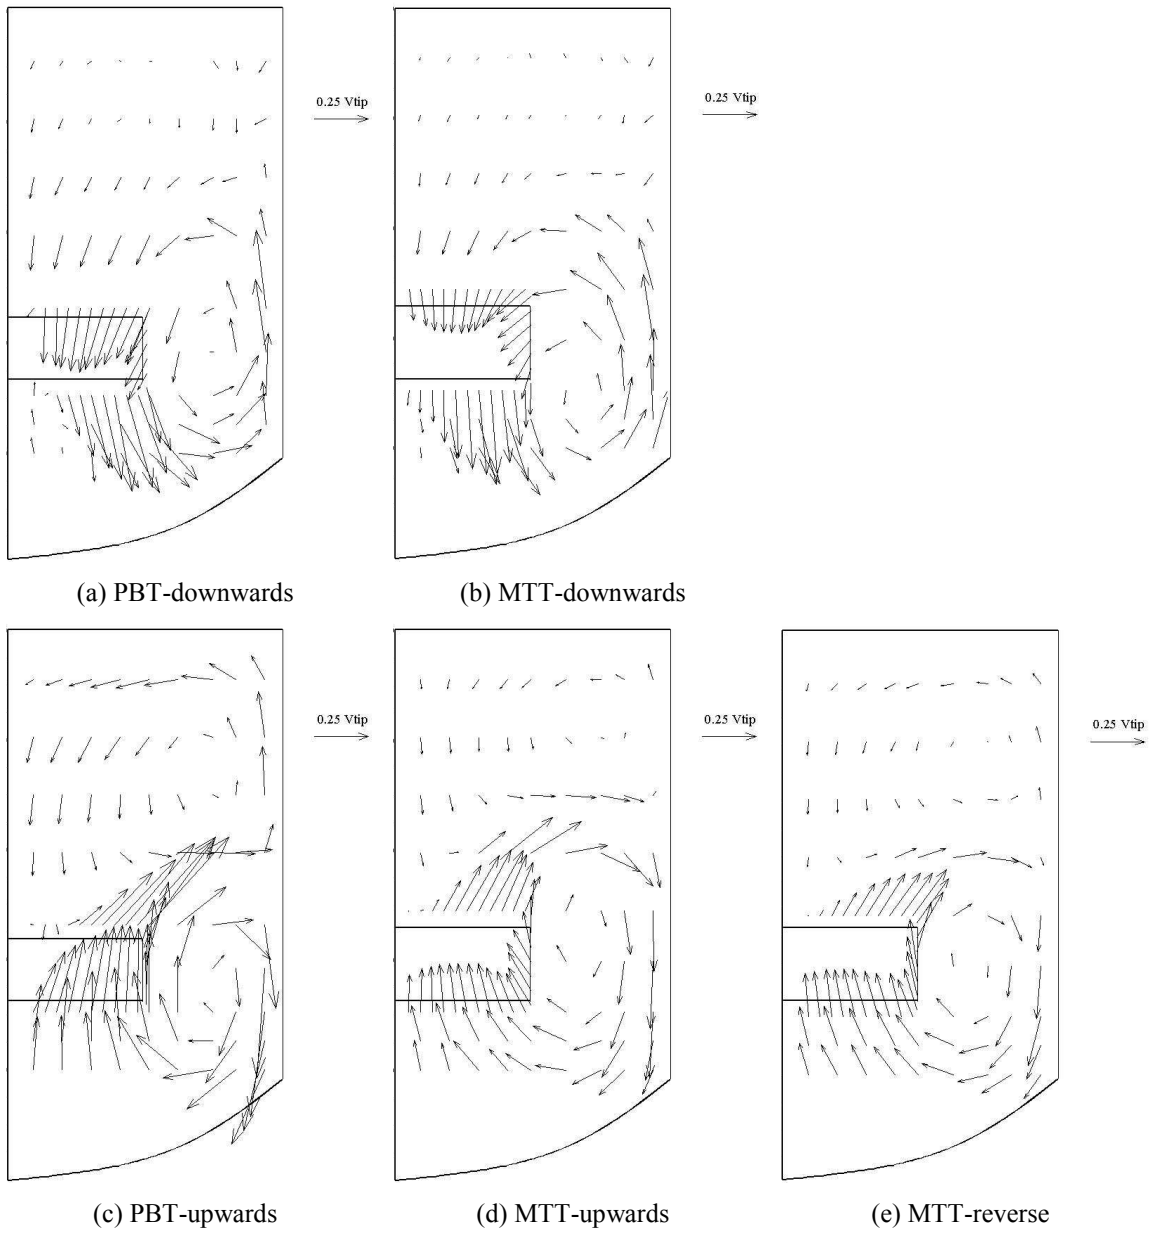 0.25 Vtip
0.25 Vtip
(a) PBT-downwards
(b) MTT-downwards
0.25 Vtip
0.25 Vtip
0.25 Vtip
(c) PBT-upwards
(d) MTT-upwards
(e) MTT-reverse